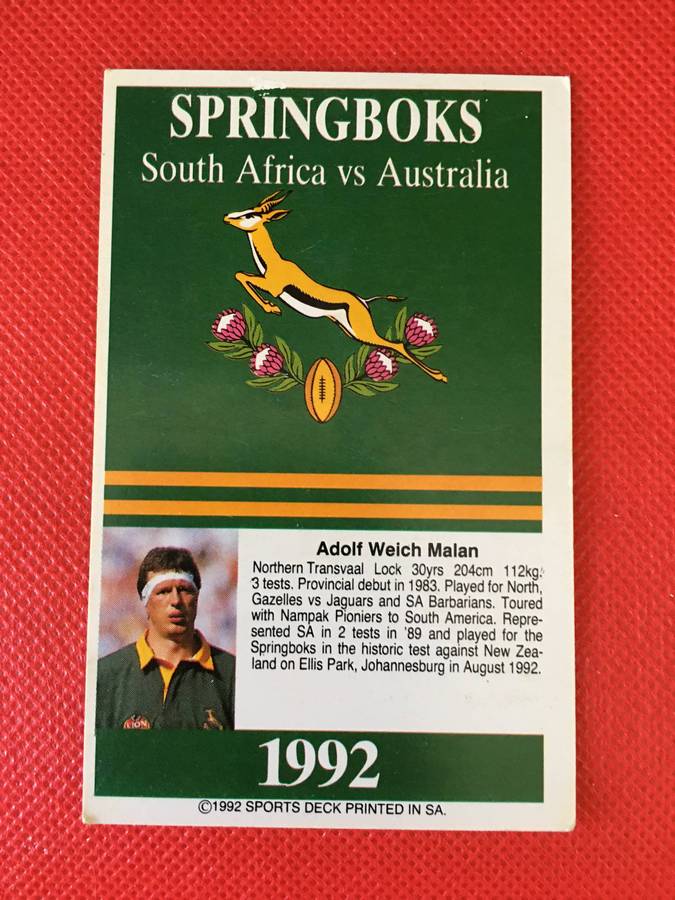 SPRINGBOKS
South Africa vs Australia
Adolf Weich Malan
Northern Transvaal Lock 30yrs 204cm 112kg.
3 tests. Provincial debut in 1983. Played for North,
Gazelles vs Jaguars and SA Barbarians. Toured
with Nampak Pioniers to South America. Repre-
sented SA in 2 tests in '89 and played for the
Springboks in the historic test against New Zea-
land on Ellis Park, Johannesburg in August 1992.
LION
1992
©1992 SPORTS DECK PRINTED IN SA.